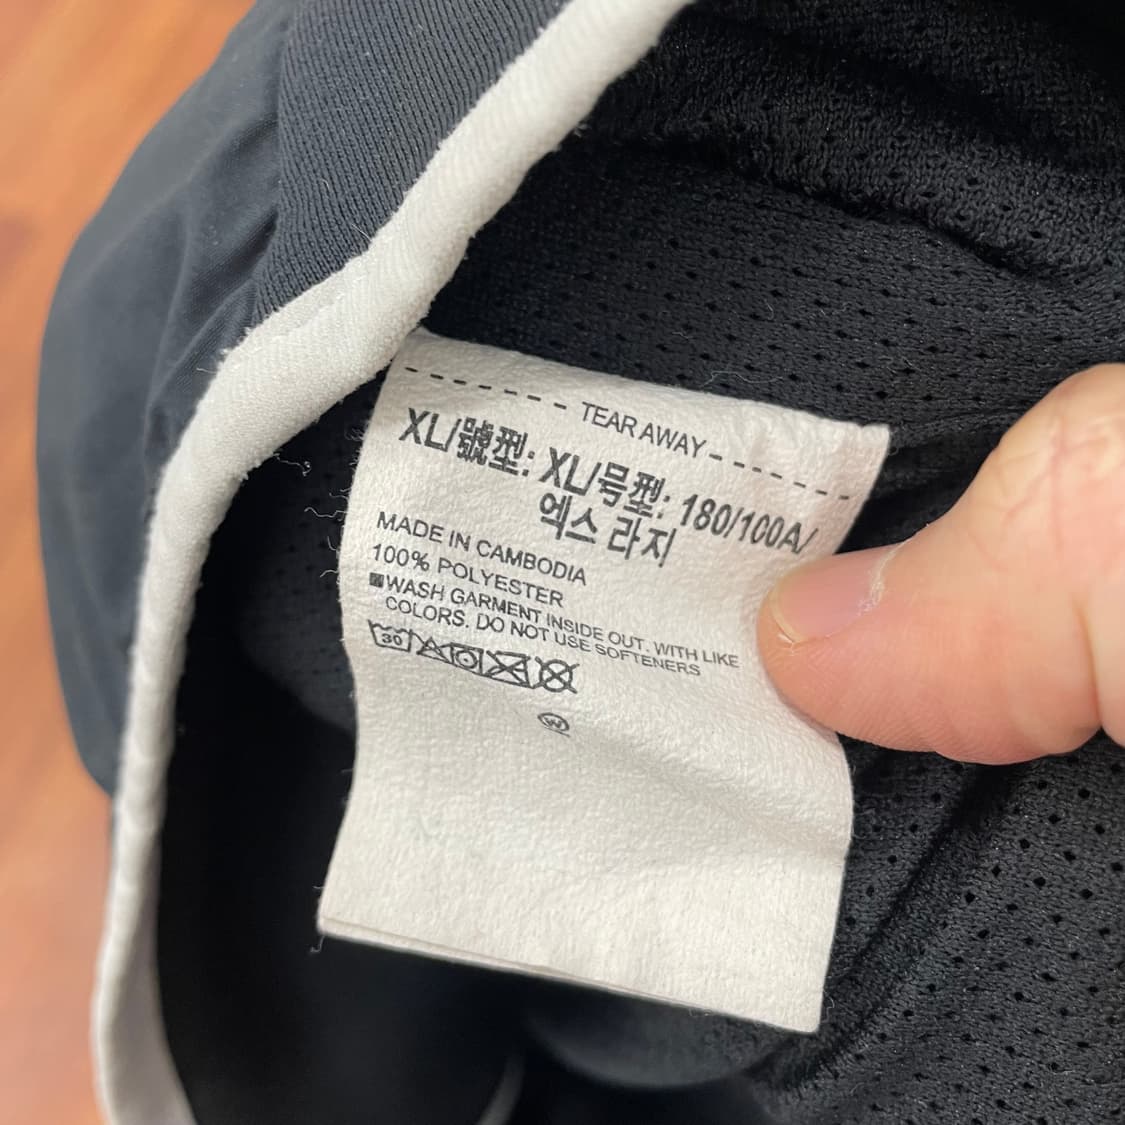 TEAR AWAY
XL/號型: XL/号型: 180/100A/
엑스 라지
MADE IN CAMBODIA
100% POLYESTER
WASH GARMENT INSIDE OUT. WITH LIKE
COLORS. DO NOT USE SOFTENERS
30
W